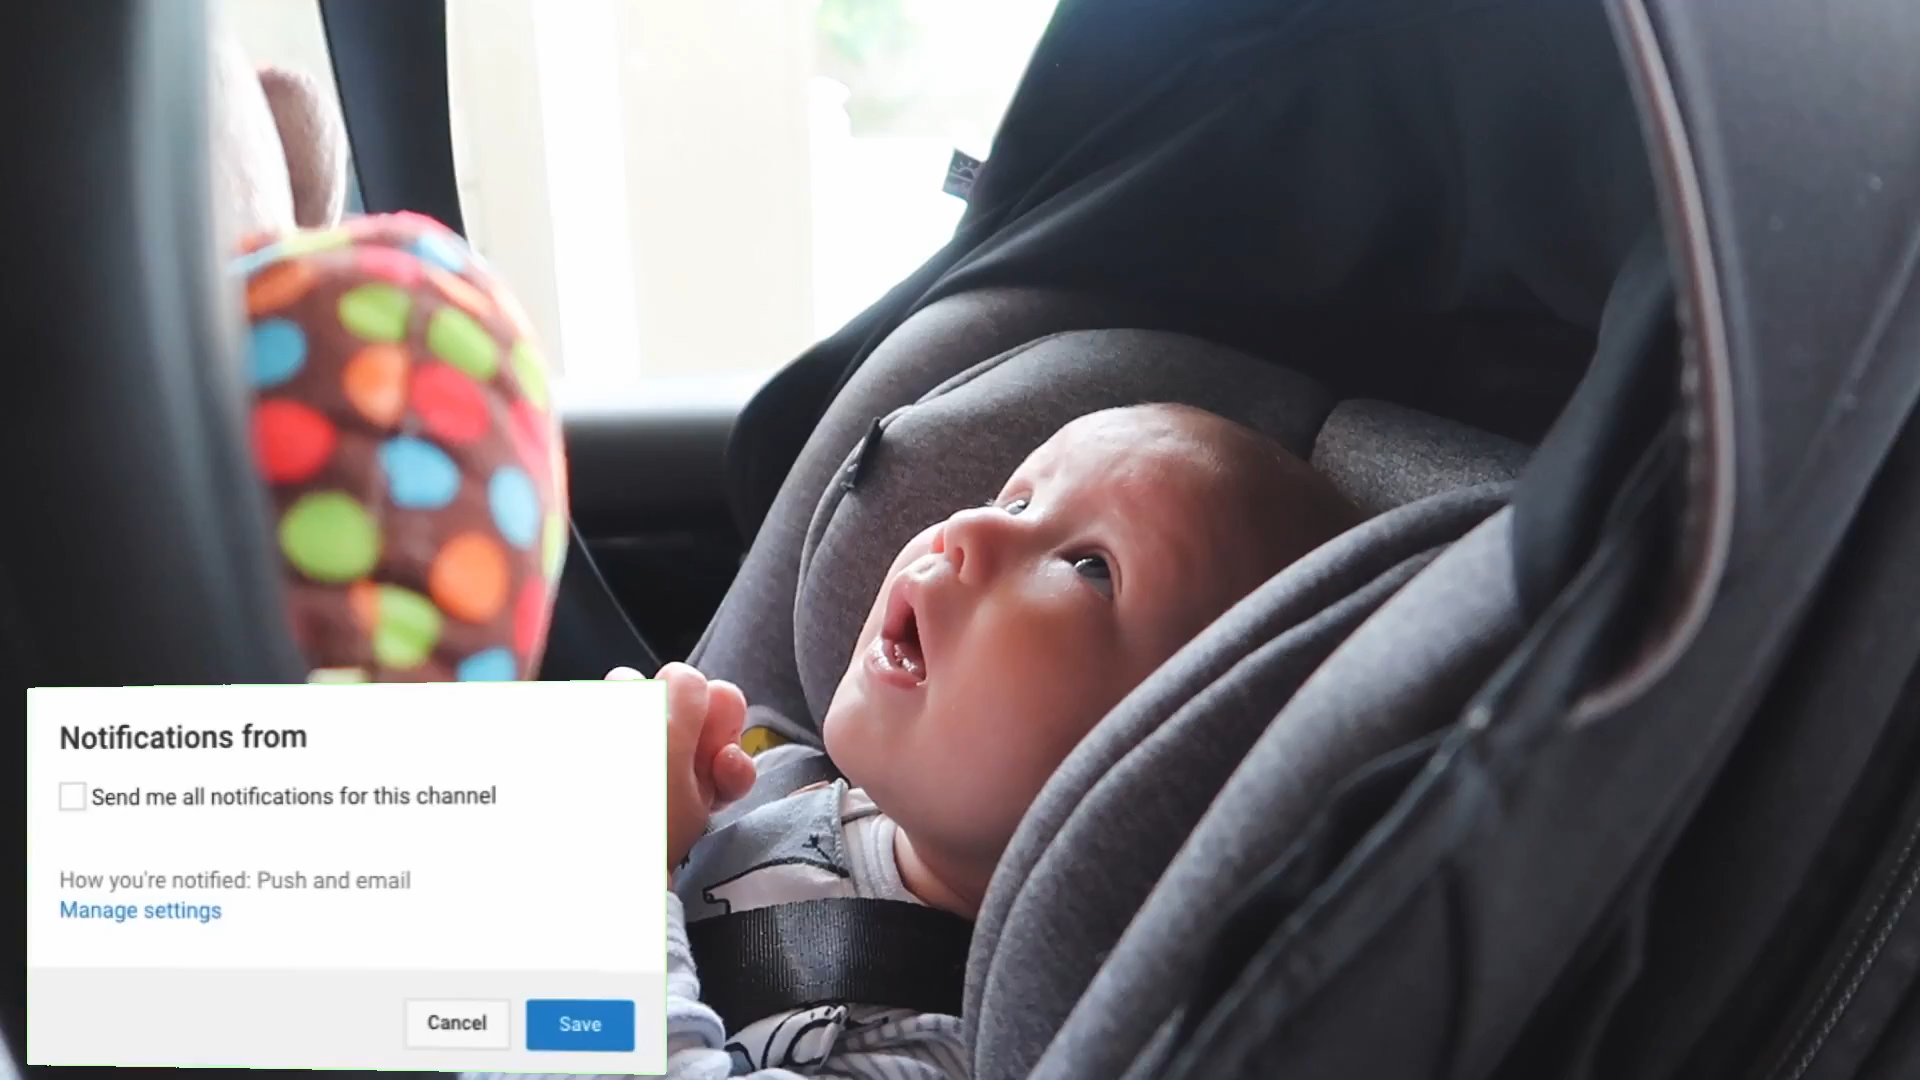 Notifications from
Send me all notifications for this channel
How you're notified: Push and email
Manage settings
Cancel
Save